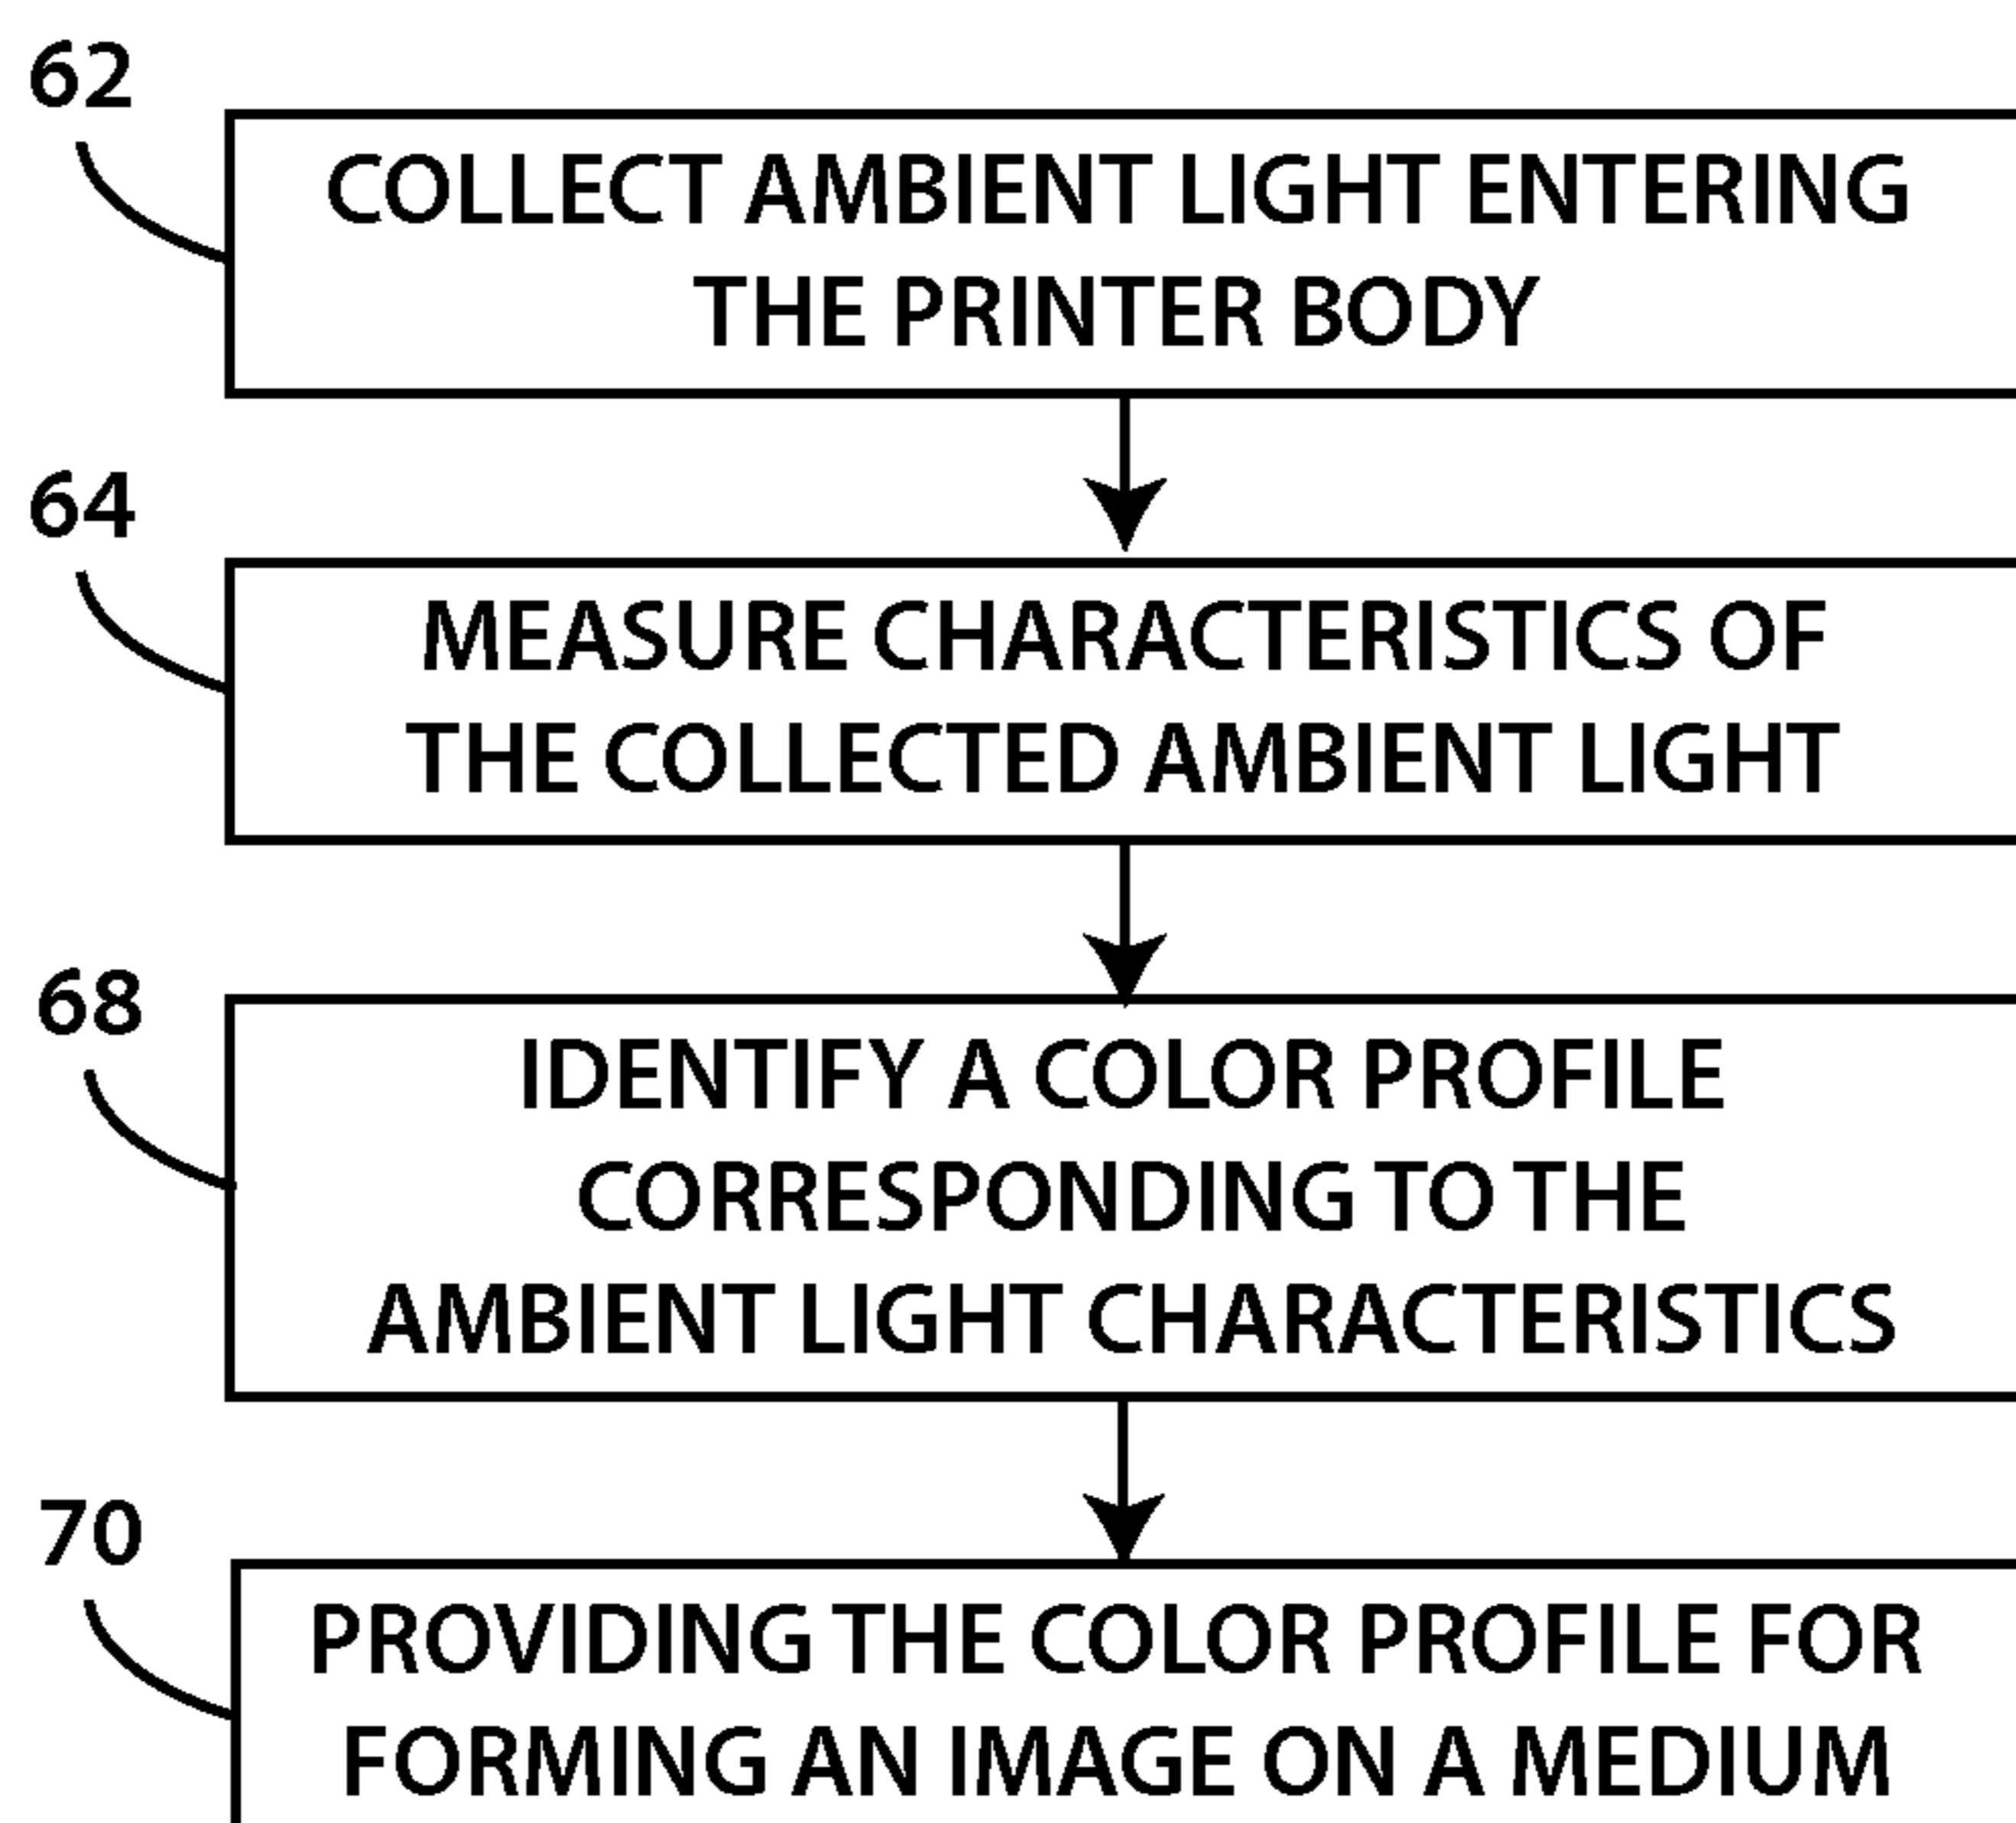 62
COLLECT AMBIENT LIGHT ENTERING
THE PRINTER BODY
64
MEASURE CHARACTERISTICS OF
THE COLLECTED AMBIENT LIGHT
68
IDENTIFY A COLOR PROFILE
CORRESPONDING TO THE
AMBIENT LIGHT CHARACTERISTICS
70
PROVIDING THE COLOR PROFILE FOR
FORMING AN IMAGE ON A MEDIUM